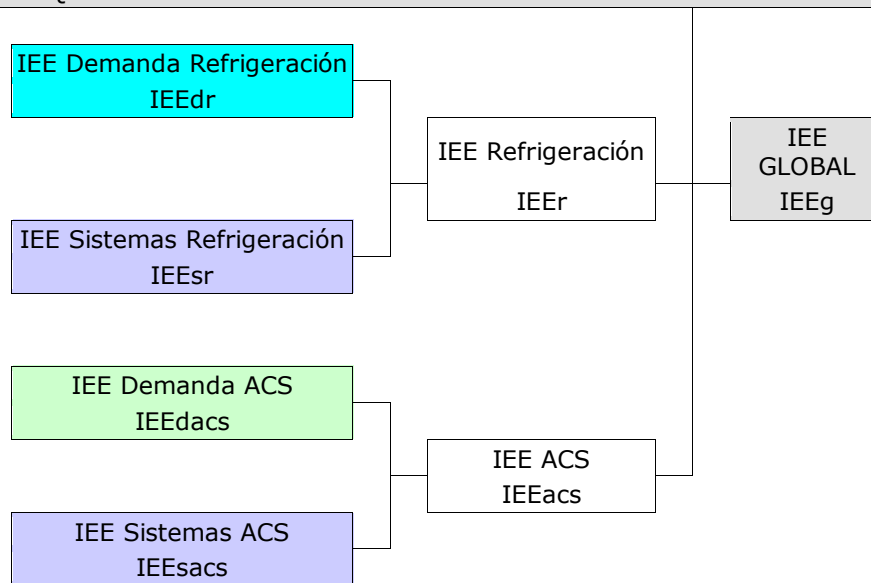 IEE Demanda Refrigeración
IEEdr
IEE Sistemas Refrigeración
IEEsr
IEE Refrigeración
IEEr
IEE
GLOBAL
IEEg
IEE Demanda ACS
IEEdacs
IEE Sistemas ACS
IEEsacs
IEE ACS
IEEacs